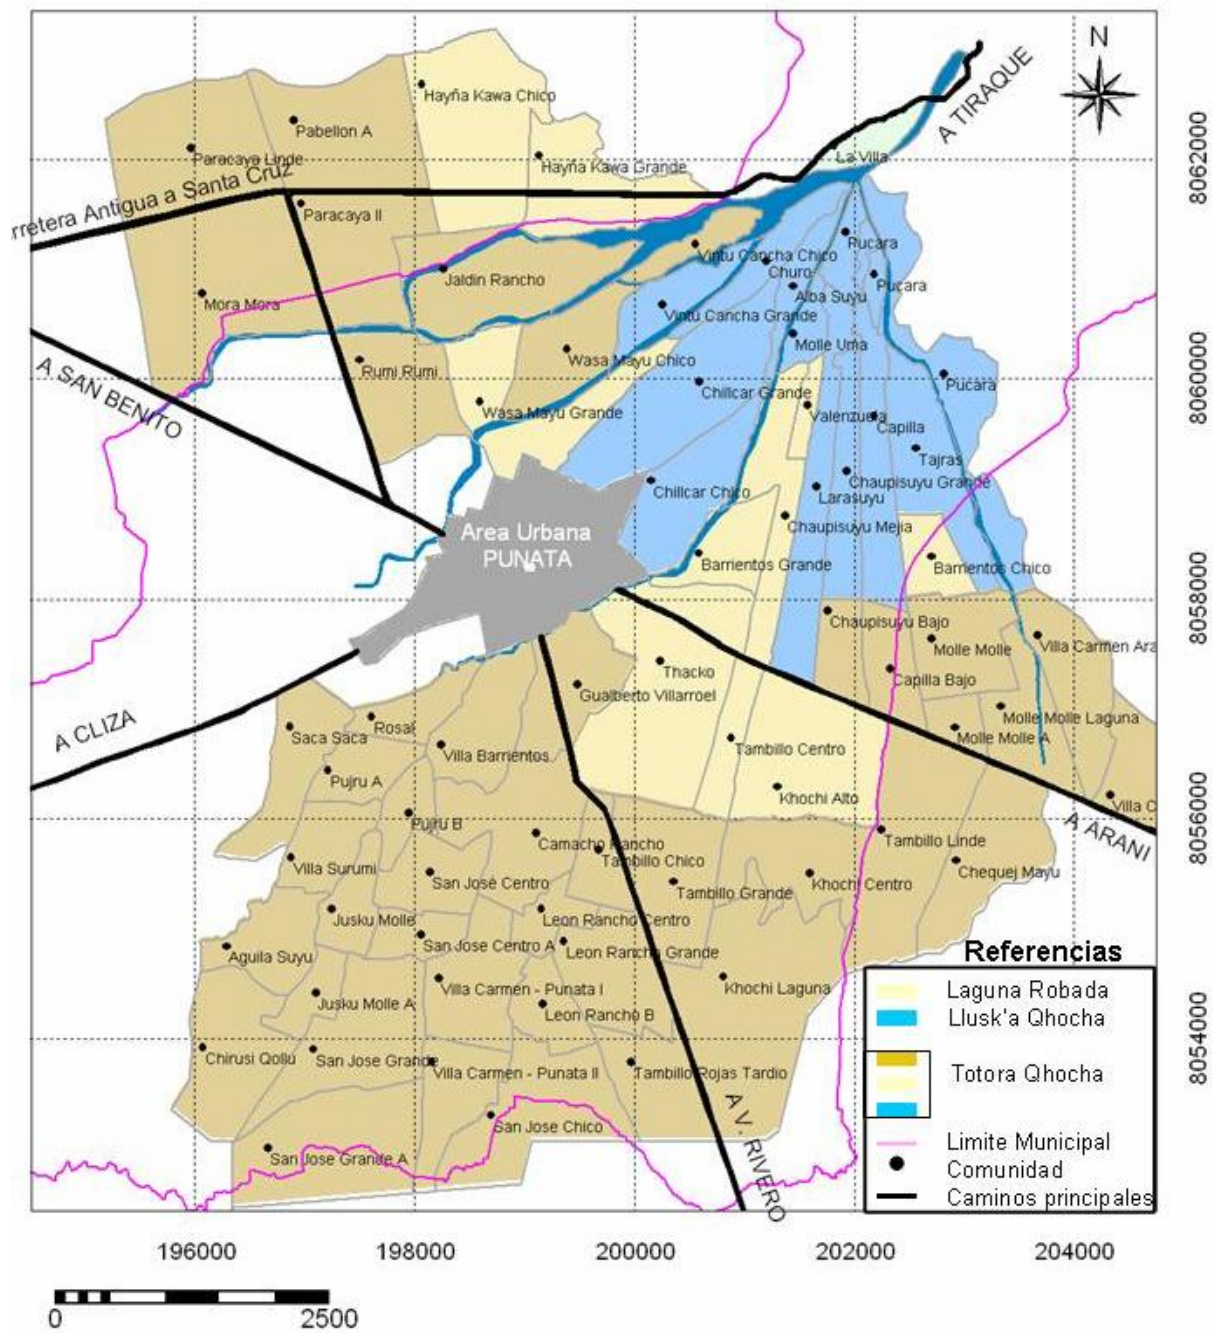 N
A TIRAQUE
8062000
8060000
8058000
8056000
8054000
Hayña Kawa Chico
Pabellon A
Paracaya Linde
Hayña Kawa Grande
La Villa
rretera Antigua a Santa Cruz
Paracaya II
Pucara
Vintu Cancha Chico
Churo
Jaldin Rancho
Pucara
Alba Suyu
Mora Mora
Vintu Cancha Grande
Molle Uma
Wasa Mayu Chico
A SAN BENITO
Rumi Rumi
Pucara
Chillcar Grande
Wasa Mayu Grande
Valenzuela
Capilla
Tajras
Chaupisuyu Grande
Chillcar Chico
Larasuyu
Chaupisuyu Mejia
Area Urbana
PUNATA
Barrientos Grande
Barrientos Chico
Chaupisuyu Bajo
Molle Molle
Villa Carmen Ara
Thacko
Capilla Bajo
Gualberto Villarroel
A CLIZA
Molle Molle Laguna
Rosal
Saca Saca
Molle Molle A
Tambillo Centro
Villa Barrientos
Pujru A
Khochi Alto
Villa C
Pujru B
A ARANI
Camacho Rancho
Tambillo Linde
Tambillo Chico
Villa Surumi
Chequej Mayu
San José Centro
Khochi Centro
Tambillo Grande
Jusku Molle
Leon Rancho Centro
San Jose Centro A
Leon Rancho Grande
Aguila Suyu
Villa Carmen - Punata I
Khochi Laguna
Jusku Molle A
Leon Rancho B
Chirusi Qollu
San Jose Grande
Villa Carmen - Punata II
Tambillo Rojas Tardio
San Jose Chico
A V. RIVERO
San Jose Grande A
Referencias
Laguna Robada
Llusk'a Qhocha
Totora Qhocha
Limite Municipal
Comunidad
Caminos principales
196000
198000
200000
202000
204000
0
2500